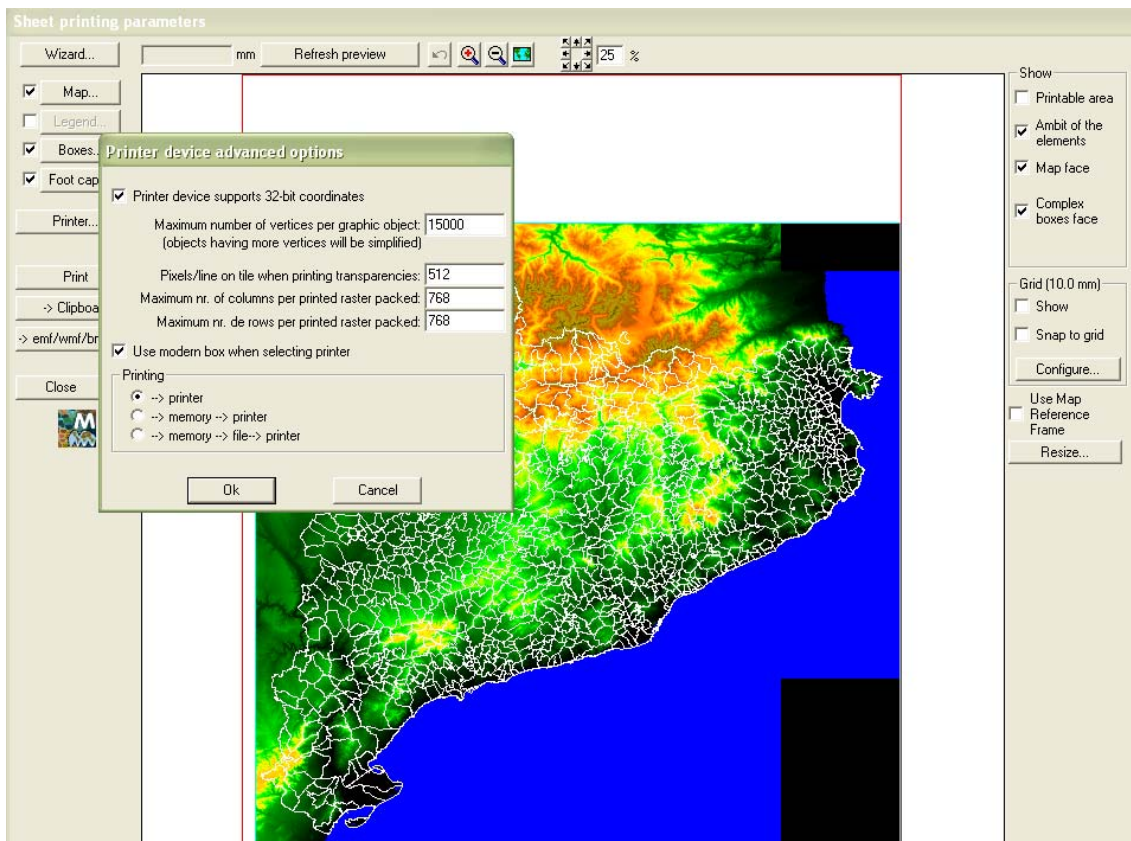 Sheet printing parameters
Wizard...
mm
Refresh preview
25 %
Map...
Legend...
Boxes..
Foot cap
Printer...
Print
-> Clipboa
-> emf/wmf/br
Close
Printer device advanced options
Printer device supports 32-bit coordinates
Maximum number of vertices per graphic object: 15000
(objects having more vertices will be simplified)
Pixels/line on tile when printing transparencies: 512
Maximum nr. of columns per printed raster packed: 768
Maximum nr. de rows per printed raster packed: 768
Use modern box when selecting printer
Printing
--> printer
--> memory --> printer
--> memory --> file--> printer
Ok
Cancel
Show
Printable area
Ambit of the
elements
Map face
Complex
boxes face
Grid (10.0 mm)
Show
Snap to grid
Configure...
Use Map
Reference
Frame
Resize...